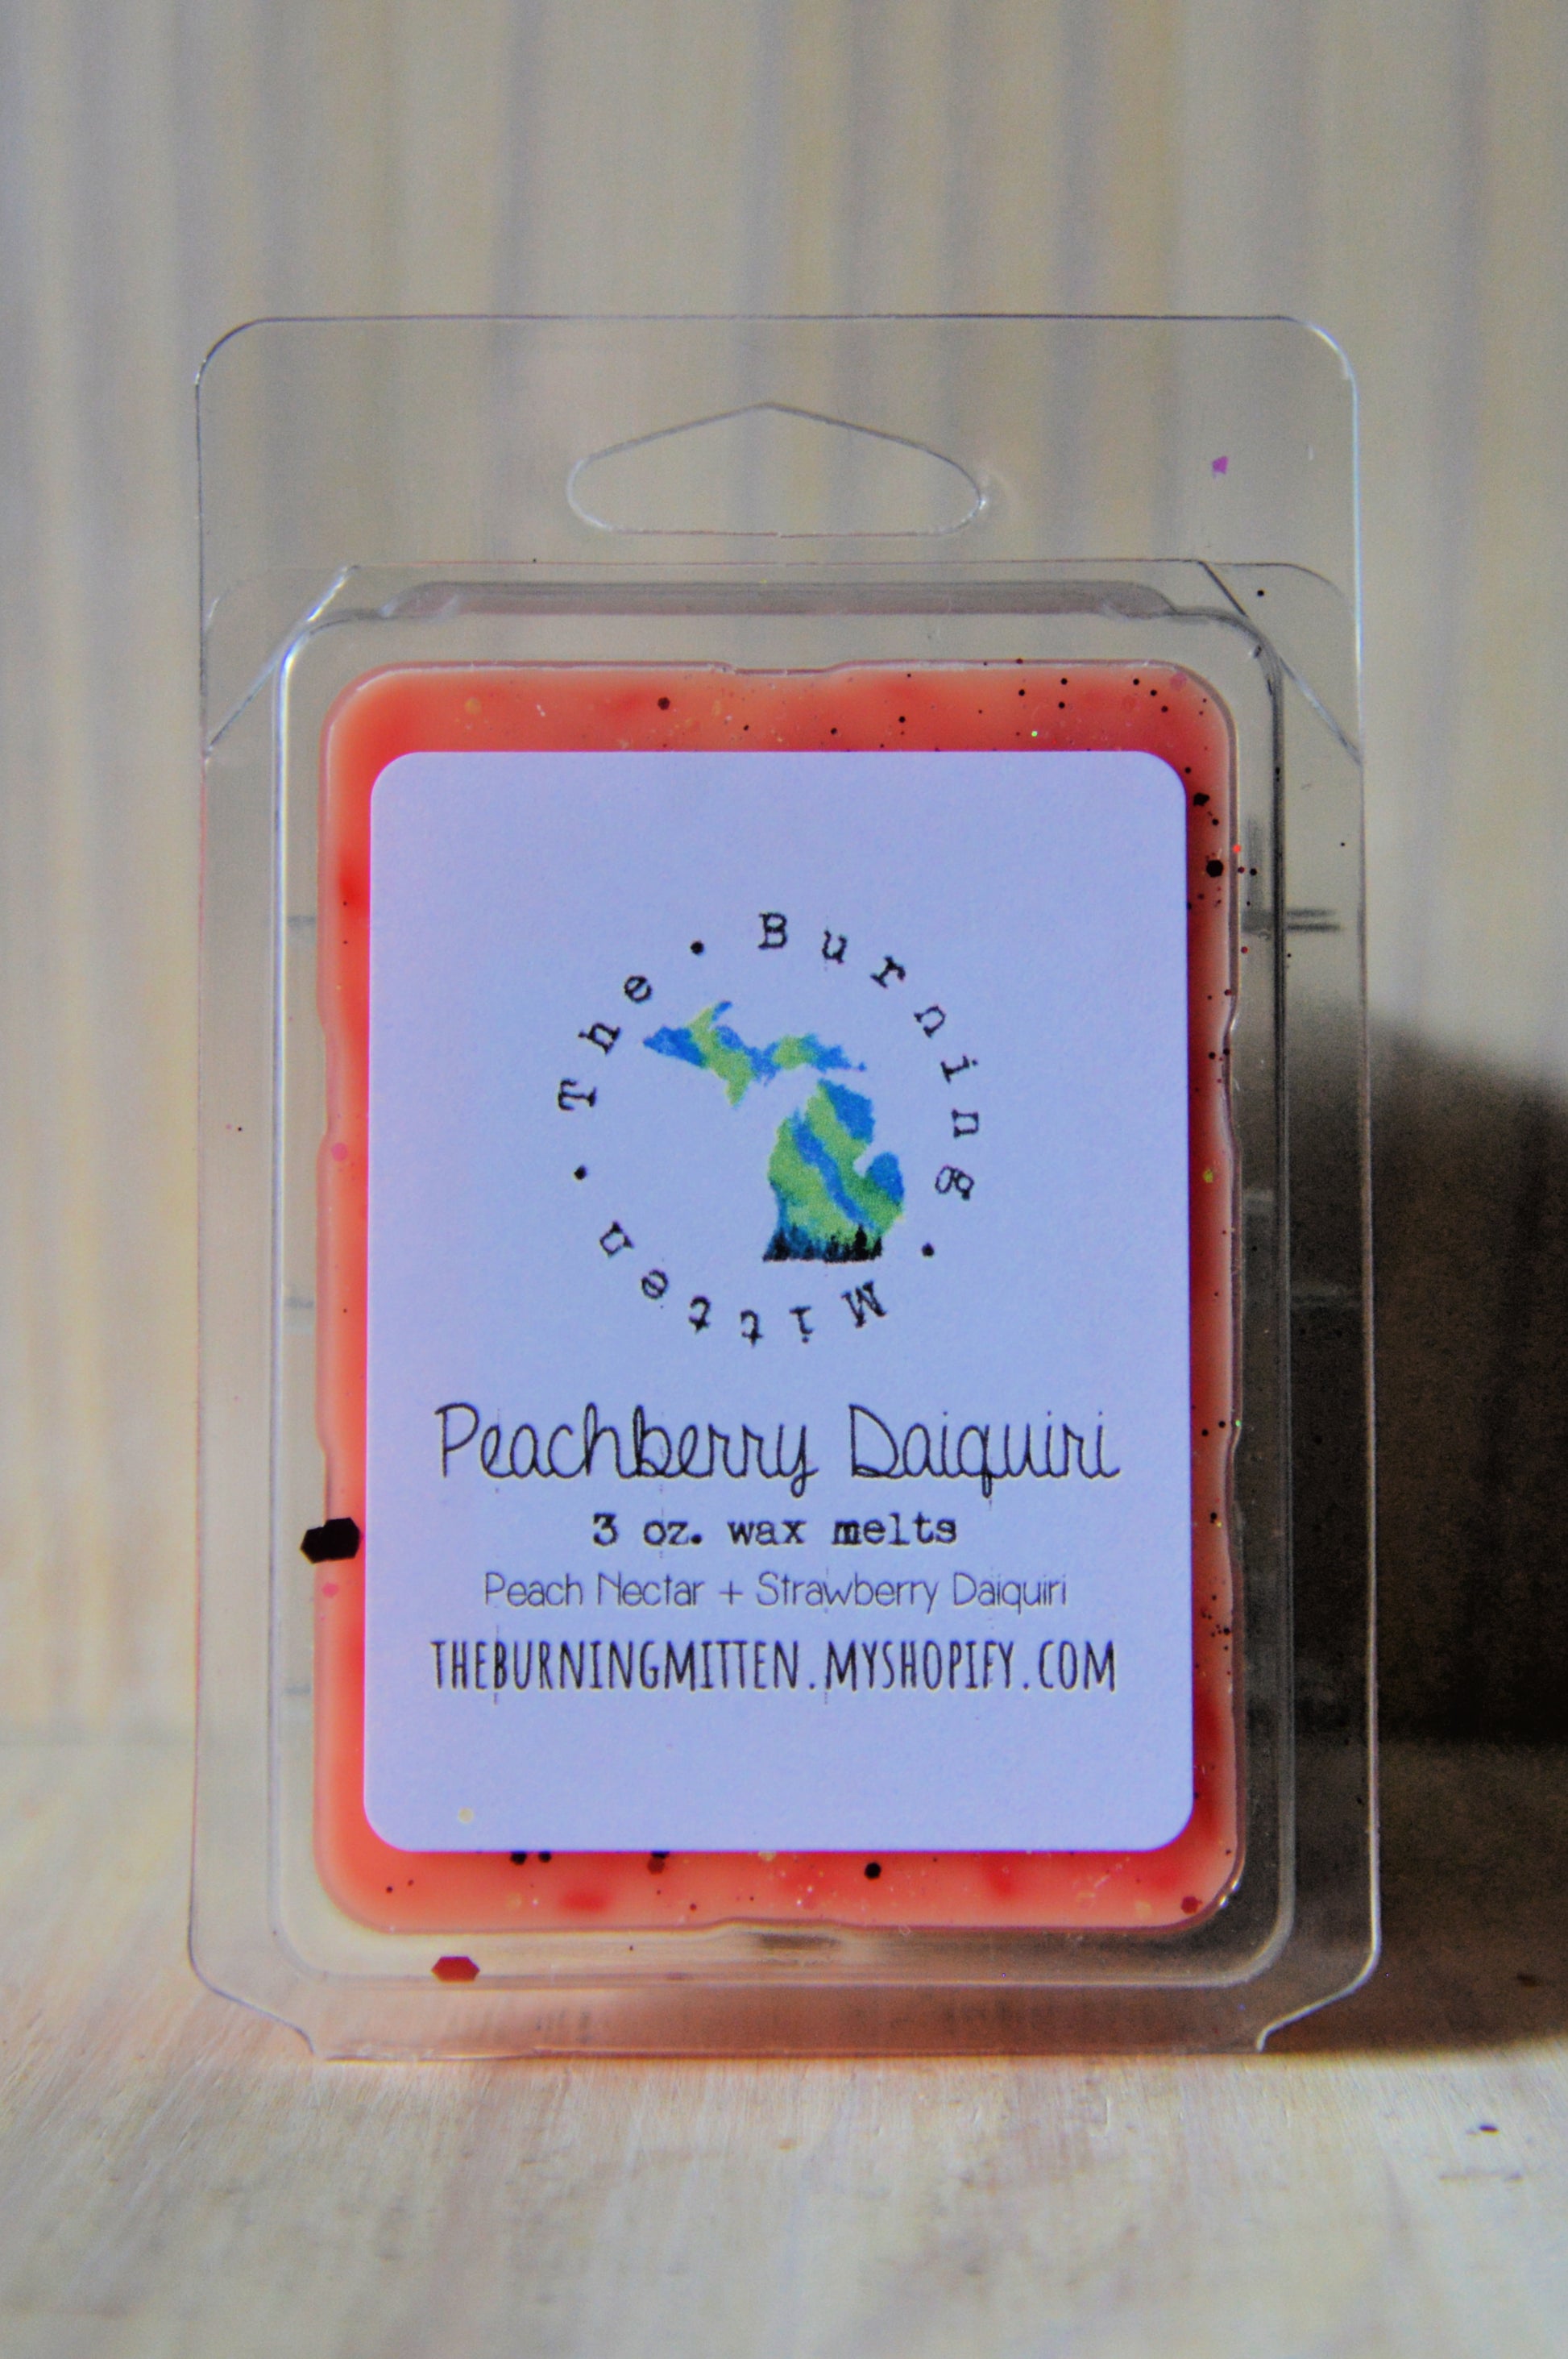 The • Burning • Mitten •
Peachberry Daiquiri
3 oz. wax melts
Peach Nectar + Strawberry Daiquiri
THEBURNINGMITTEN.MYSHOPIFY.COM